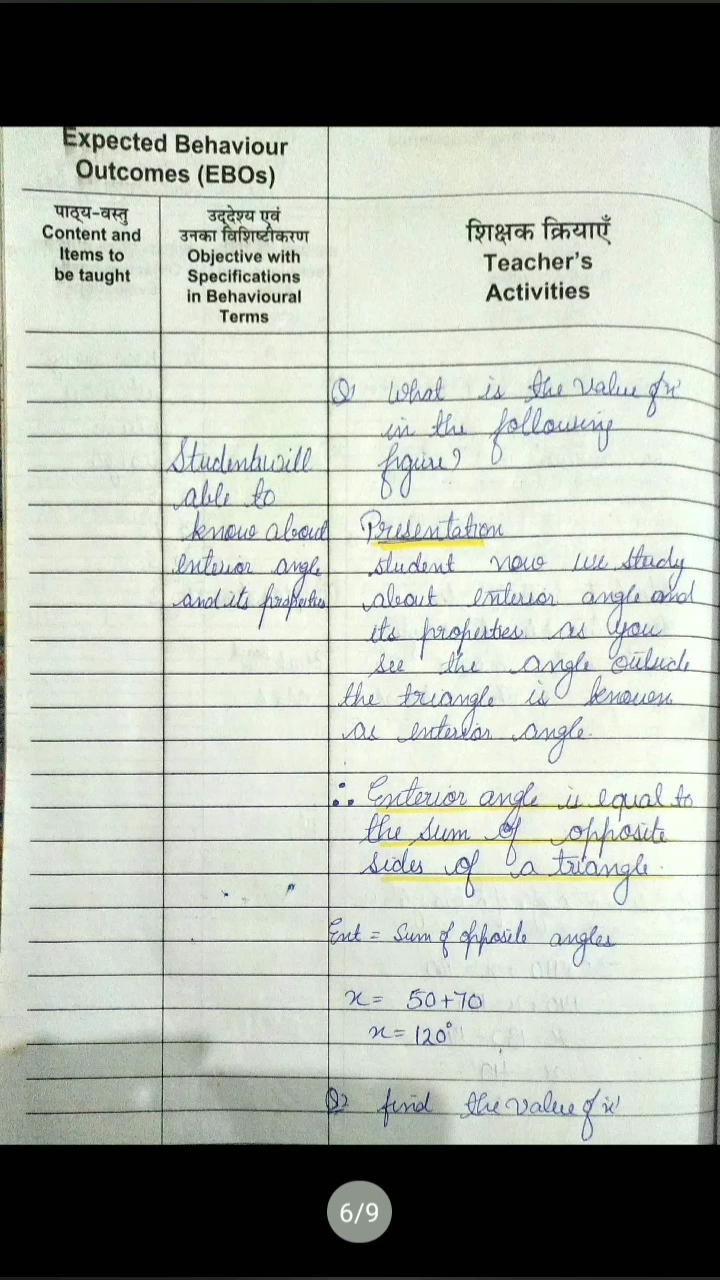 Expected Behaviour
Outcomes (EBOs)
पाठ्य-वस्तु
Content and
Items to
be taught
उद्देश्य एवं
उनका विशिष्टीकरण
Objective with
Specifications
in Behavioural
Terms
शिक्षक क्रियाएँ
Teacher's
Activities
Q1 What is the value of 'x'
in the following
figure?
Students will
able to
know about
exterior angle
and its properties
Presentation
student now we study
about exterior angle and
its properties as you
see the angle outside
the triangle is known
as exterior angle.
∴ Exterior angle is equal to
the sum of opposite
sides of a triangle.
Ext = Sum of opposite angles
x = 50+70
x = 120°
Q2 find the value of 'x'
6/9